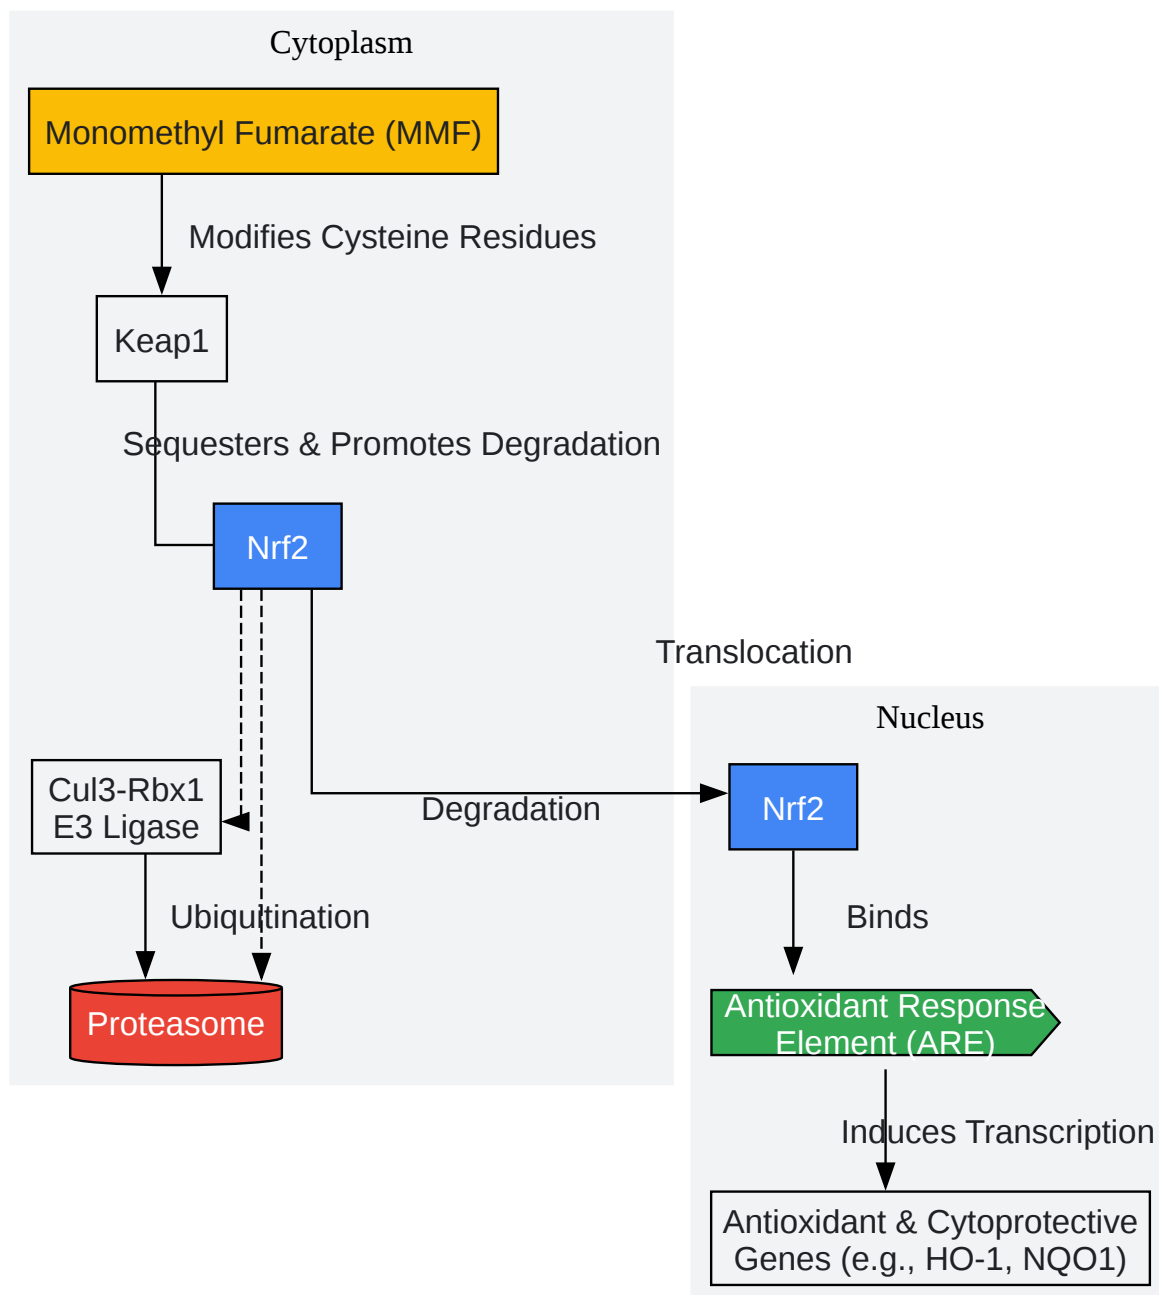 Cytoplasm
Monomethyl Fumarate (MMF)
Modifies Cysteine Residues
Keap1
Sequesters & Promotes Degradation
Nrf2
Translocation
Nucleus
Cul3-Rbx1
E3 Ligase
Degradation
Nrf2
Ubiquitination
Binds
Proteasome
Antioxidant Response
Element (ARE)
Induces Transcription
Antioxidant & Cytoprotective
Genes (e.g., HO-1, NQO1)